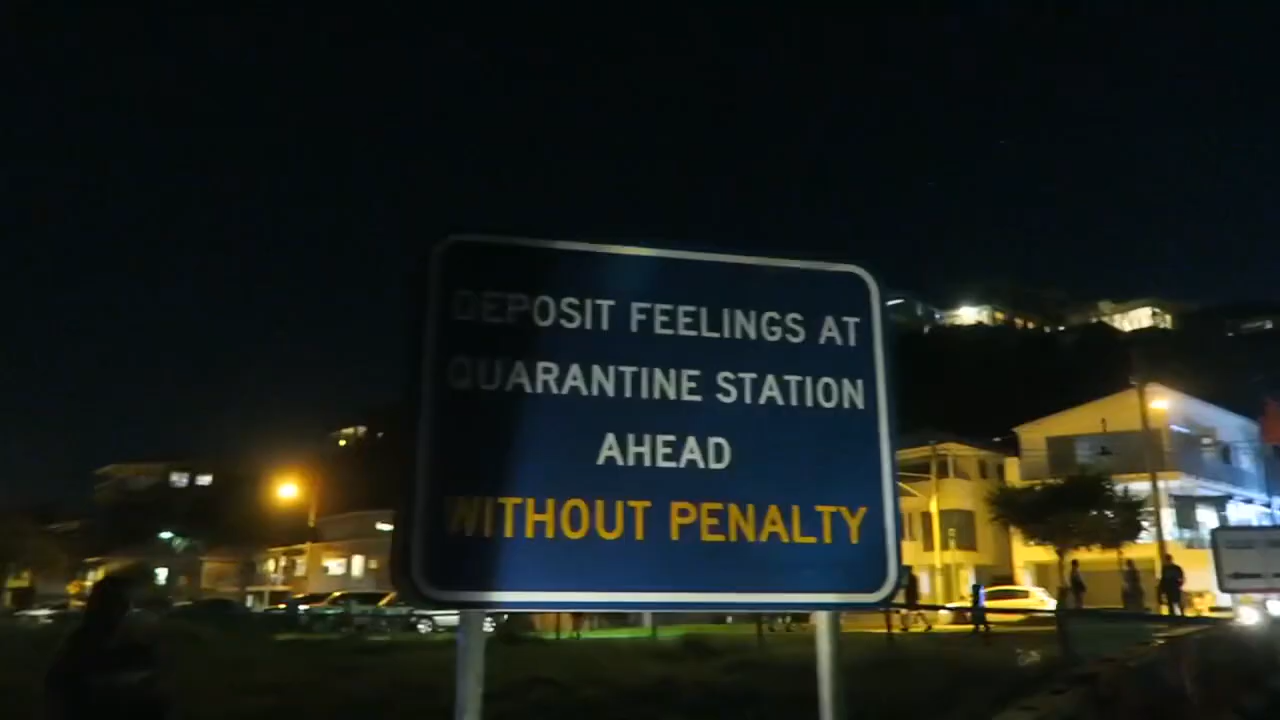 DEPOSIT FEELINGS AT
QUARANTINE STATION
AHEAD
WITHOUT PENALTY